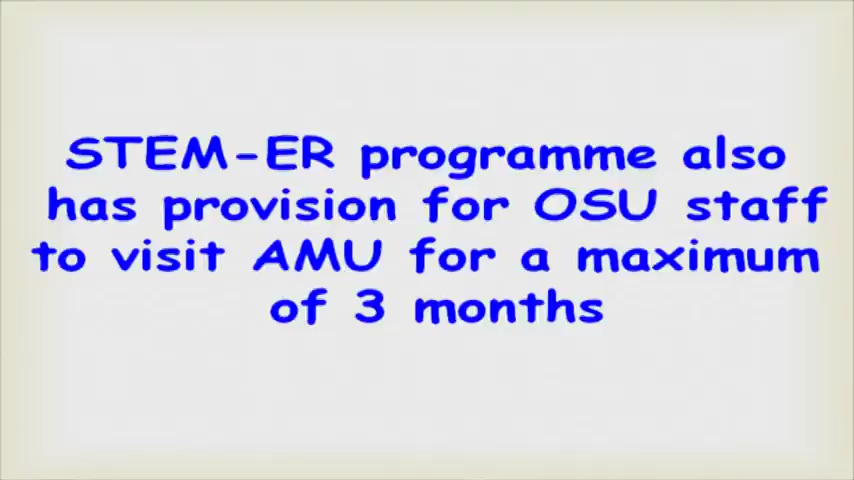 STEM-ER programme also
has provision for OSU staff
to visit AMU for a maximum
of 3 months